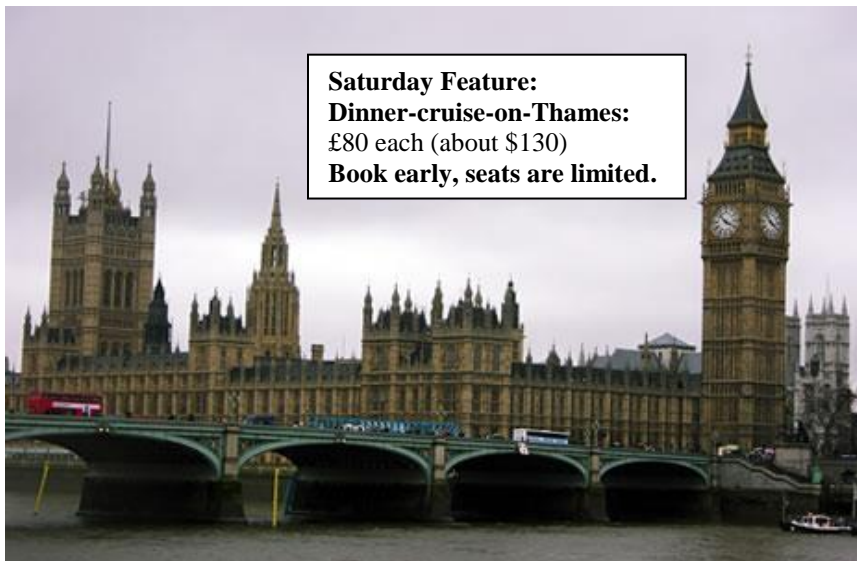 Saturday Feature:
Dinner-cruise-on-Thames:
£80 each (about $130)
Book early, seats are limited.